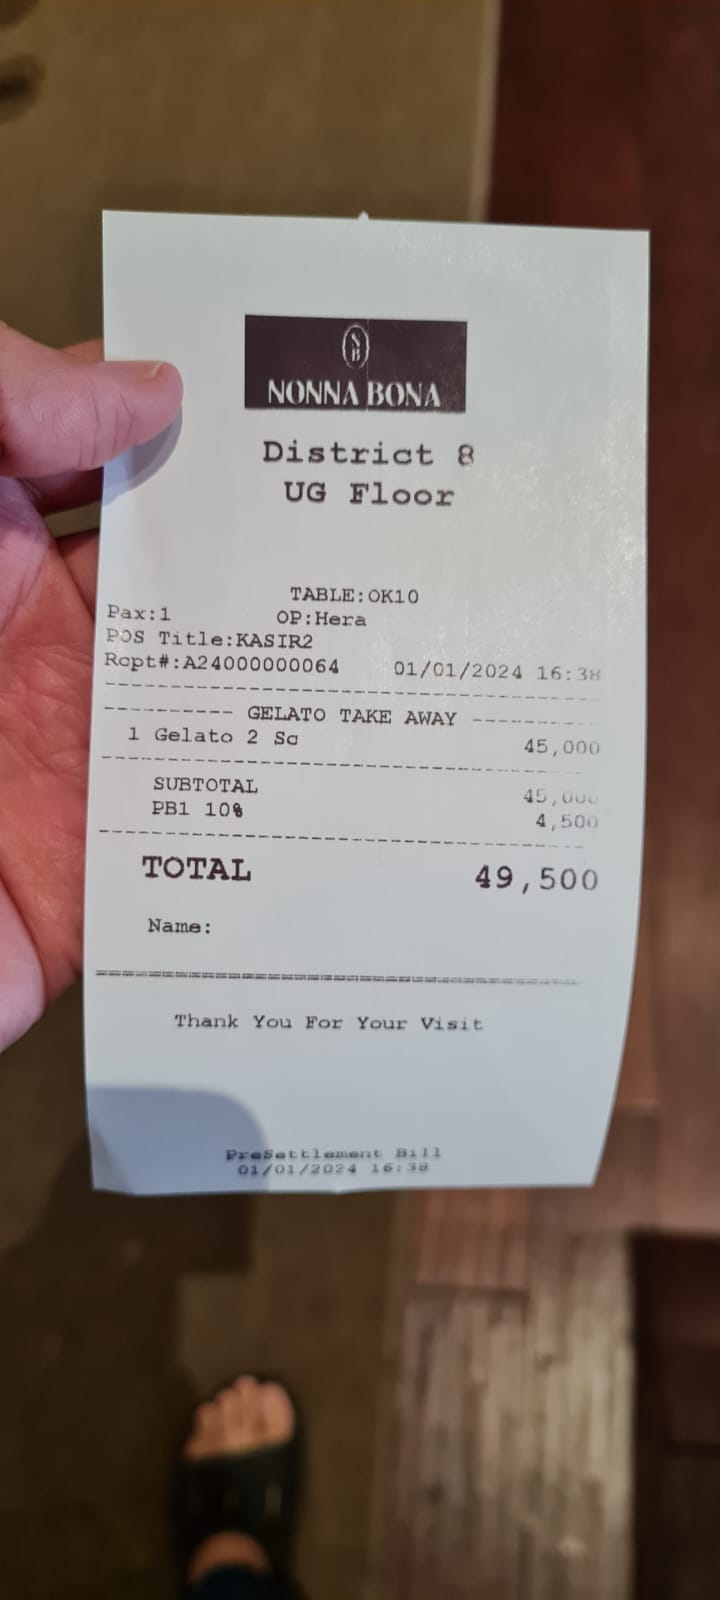 NB
NONNA BONA
District 8
UG Floor
TABLE:OK10
Pax:1 OP:Hera
POS Title:KASIR2
Rcpt#:A24000000064 01/01/2024 16:38
---------- GELATO TAKE AWAY ----------
1 Gelato 2 Sc 45,000
SUBTOTAL 45,000
PB1 10% 4,500
TOTAL 49,500
Name:
Thank You For Your Visit
PreSettlement Bill
01/01/2024 16:38